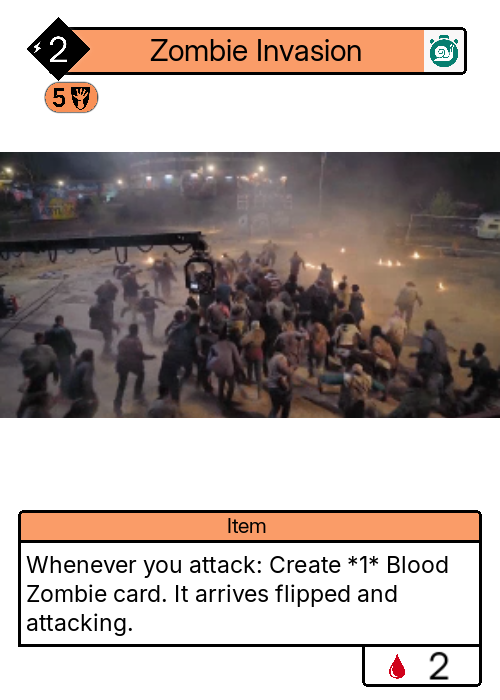 2
Zombie Invasion
5
Item
Whenever you attack: Create *1* Blood
Zombie card. It arrives flipped and
attacking.
2